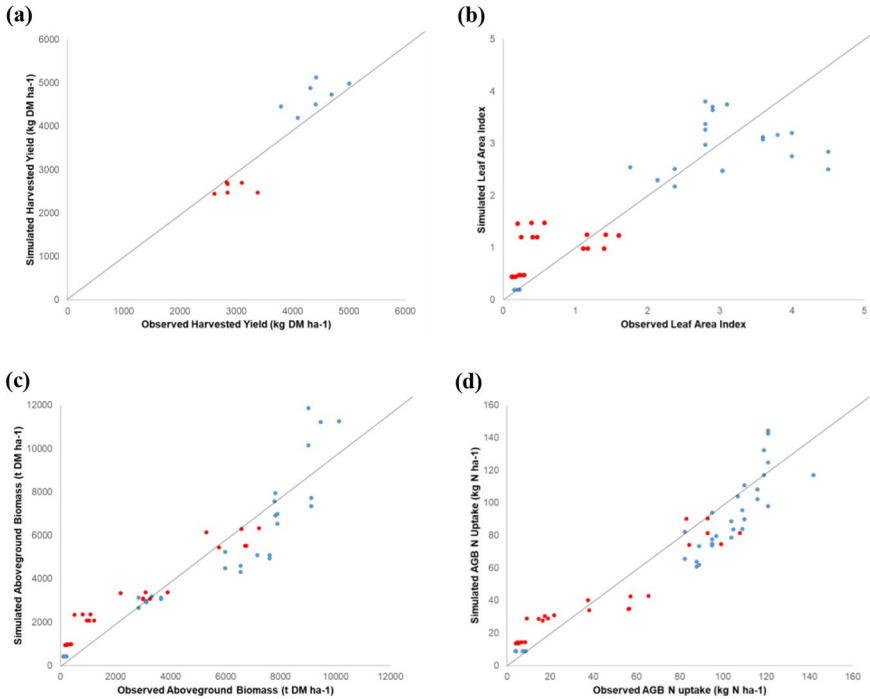 (a)
6000
5000
4000
3000
2000
1000
0
Simulated Harvested Yield (kg DM ha-1)
0 1000 2000 3000 4000 5000 6000
Observed Harvested Yield (kg DM ha-1)
(b)
5
4
3
2
1
0
Simulated Leaf Area Index
0 1 2 3 4 5
Observed Leaf Area Index
(c)
12000
10000
8000
6000
4000
2000
0
Simulated Aboveground Biomass (t DM ha-1)
0 2000 4000 6000 8000 10000 12000
Observed Aboveground Biomass (t DM ha-1)
(d)
160
140
120
100
80
60
40
20
0
Simulated AGB N Uptake (kg N ha-1)
0 20 40 60 80 100 120 140 160
Observed AGB N uptake (kg N ha-1)